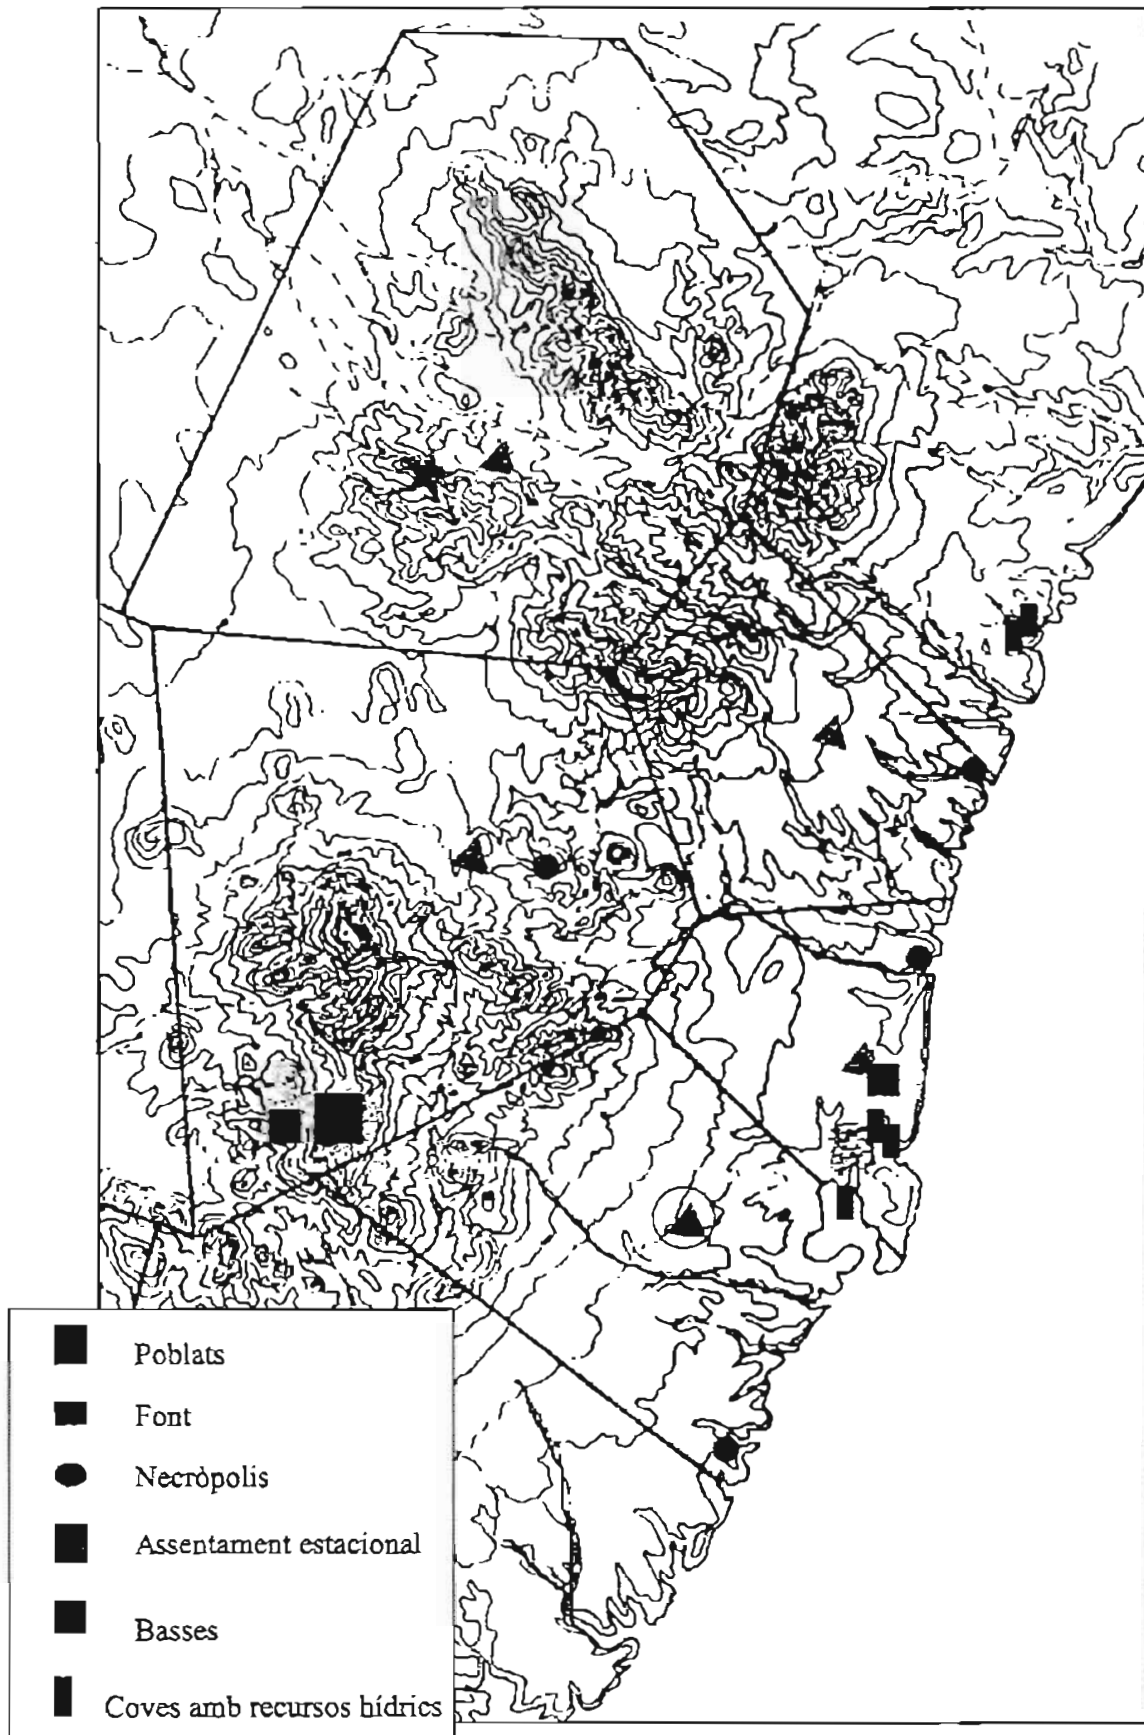 Poblats
Font
Necròpolis
Assentament estacional
Basses
Coves amb recursos hídrics